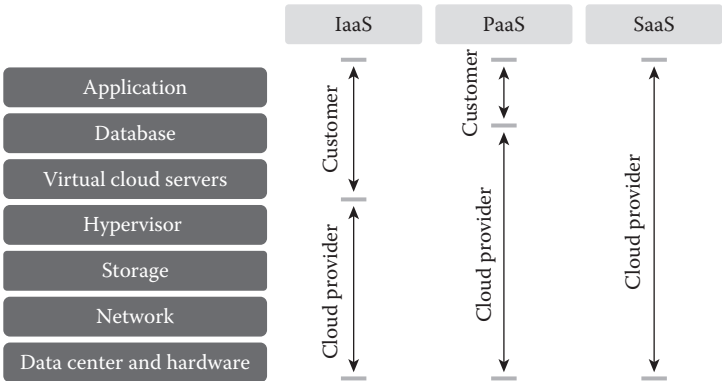 IaaS
PaaS
SaaS
Application
Database
Virtual cloud servers
Hypervisor
Storage
Network
Data center and hardware
Customer
Cloud provider
Customer
Cloud provider
Cloud provider